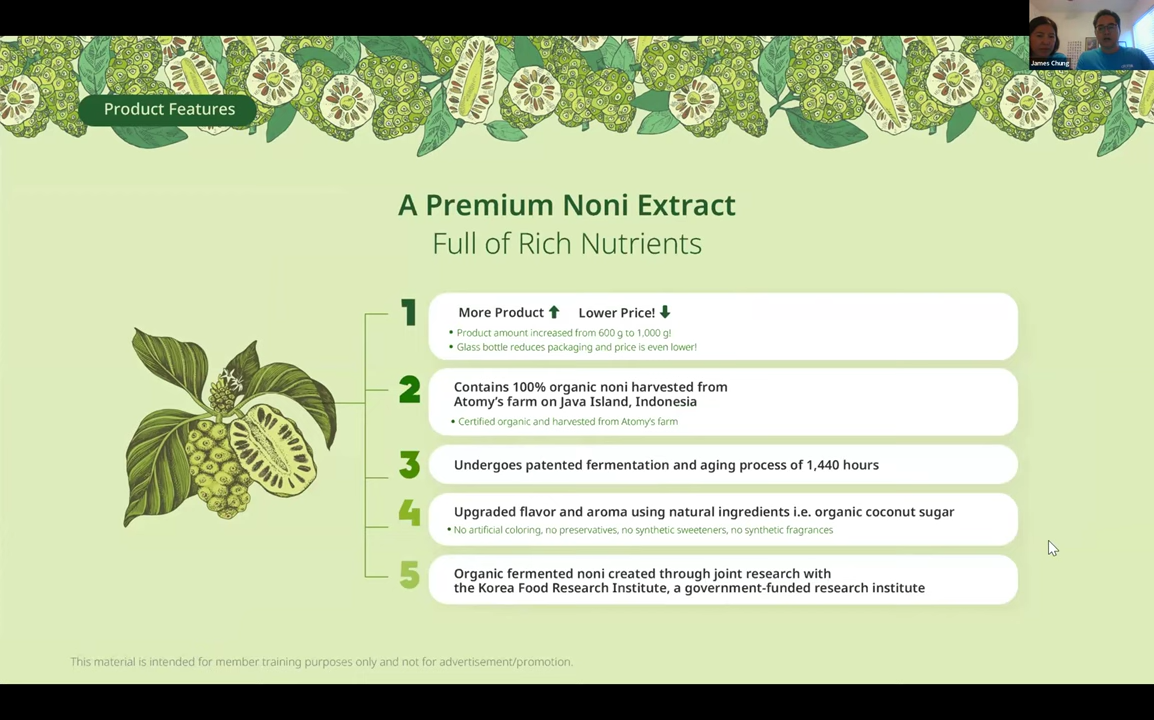 James Chung
Product Features
A Premium Noni Extract
Full of Rich Nutrients
1
More Product Lower Price!
• Product amount increased from 600 g to 1,000 g!
• Glass bottle reduces packaging and price is even lower!
2
Contains 100% organic noni harvested from
Atomy's farm on Java Island, Indonesia
• Certified organic and harvested from Atomy's farm
3
Undergoes patented fermentation and aging process of 1,440 hours
4
Upgraded flavor and aroma using natural ingredients i.e. organic coconut sugar
• No artificial coloring, no preservatives, no synthetic sweeteners, no synthetic fragrances
5
Organic fermented noni created through joint research with
the Korea Food Research Institute, a government-funded research institute
This material is intended for member training purposes only and not for advertisement/promotion.